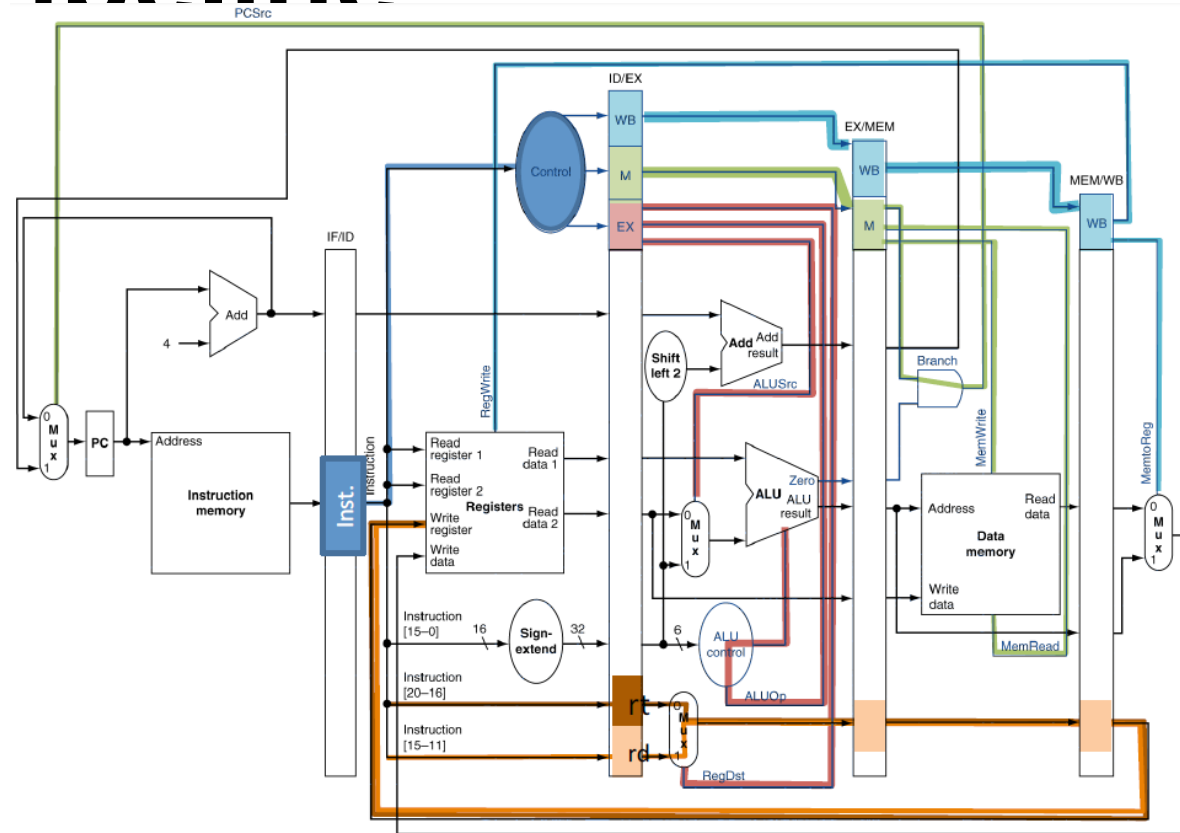 PCSrc
ID/EX
WB
EX/MEM
Control
M
WB
MEM/WB
EX
M
WB
IF/ID
Add
4
Shift
left 2
Add
Add
result
Branch
ALUSrc
RegWrite
MemWrite
MemtoReg
0
M
u
x
1
PC
Address
Instruction
memory
Inst.
Instruction
Read
register 1
Read
register 2
Write
register
Write
data
Registers
Read
data 1
Read
data 2
0
M
u
x
1
ALU
Zero
ALU
result
Address
Write
data
Data
memory
Read
data
0
M
u
x
1
MemRead
Instruction
[15–0]
16
Sign-
extend
32
6
ALU
control
ALUOp
Instruction
[20–16]
rt
Instruction
[15–11]
rd
0
M
u
x
1
RegDst